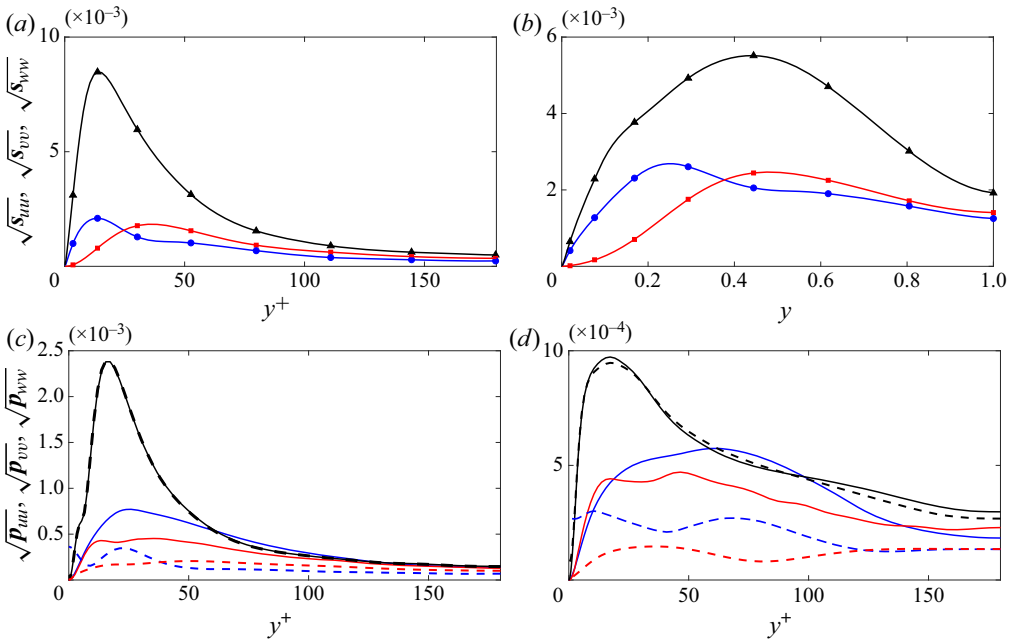 (a) (×10⁻³) (b) (×10⁻³)
√s_uu, √s_vv, √s_ww
10
5
0 50 100 150
y⁺
6
4
2
0 0.2 0.4 0.6 0.8 1.0
y
(c) (×10⁻³) (d) (×10⁻⁴)
√p_uu, √p_vv, √p_ww
2.5
2.0
1.5
1.0
0.5
0 50 100 150
y⁺
10
5
0 50 100 150
y⁺